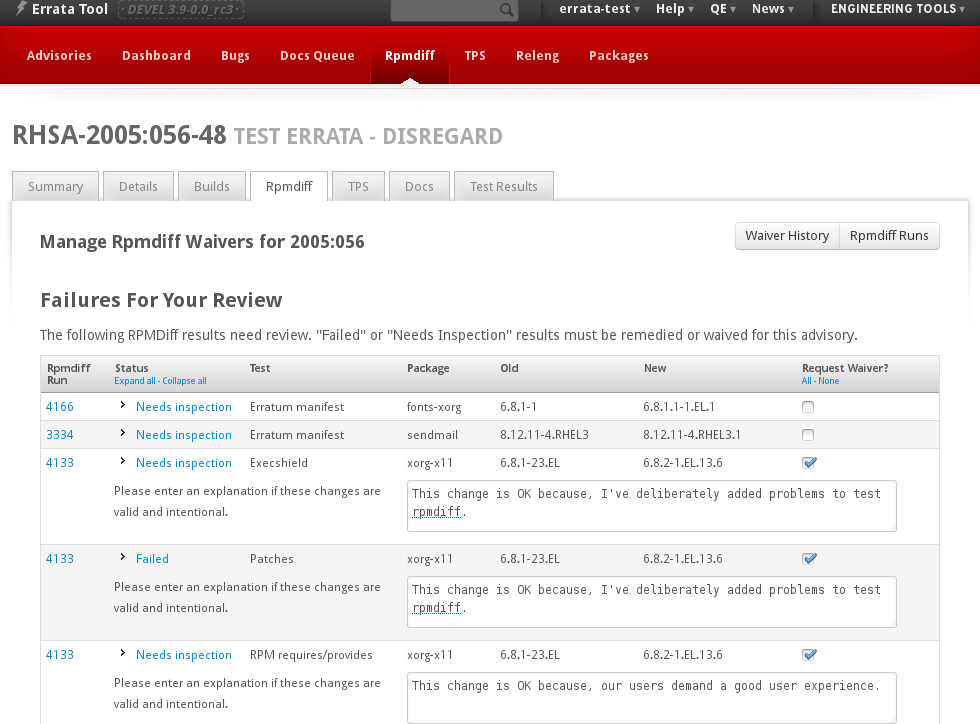 Errata Tool · DEVEL 3.9-0.0_rc3 · errata-test ▾ Help ▾ QE ▾ News ▾ ENGINEERING TOOLS ▾
Advisories Dashboard Bugs Docs Queue Rpmdiff TPS Releng Packages
RHSA-2005:056-48 TEST ERRATA - DISREGARD
Summary Details Builds Rpmdiff TPS Docs Test Results
Manage Rpmdiff Waivers for 2005:056 Waiver History Rpmdiff Runs
Failures For Your Review
The following RPMDiff results need review. "Failed" or "Needs Inspection" results must be remedied or waived for this advisory.
Rpmdiff Status Test Package Old New Request Waiver?
Run Expand all - Collapse all All - None
4166 Needs inspection Erratum manifest fonts-xorg 6.8.1-1 6.8.1.1-1.EL.1
3334 Needs inspection Erratum manifest sendmail 8.12.11-4.RHEL3 8.12.11-4.RHEL3.1
4133 Needs inspection Execshield xorg-x11 6.8.1-23.EL 6.8.2-1.EL.13.6
Please enter an explanation if these changes are
valid and intentional.
This change is OK because, I've deliberately added problems to test
rpmdiff.
4133 Failed Patches xorg-x11 6.8.1-23.EL 6.8.2-1.EL.13.6
Please enter an explanation if these changes are
valid and intentional.
This change is OK because, I've deliberately added problems to test
rpmdiff.
4133 Needs inspection RPM requires/provides xorg-x11 6.8.1-23.EL 6.8.2-1.EL.13.6
Please enter an explanation if these changes are
valid and intentional.
This change is OK because, our users demand a good user experience.